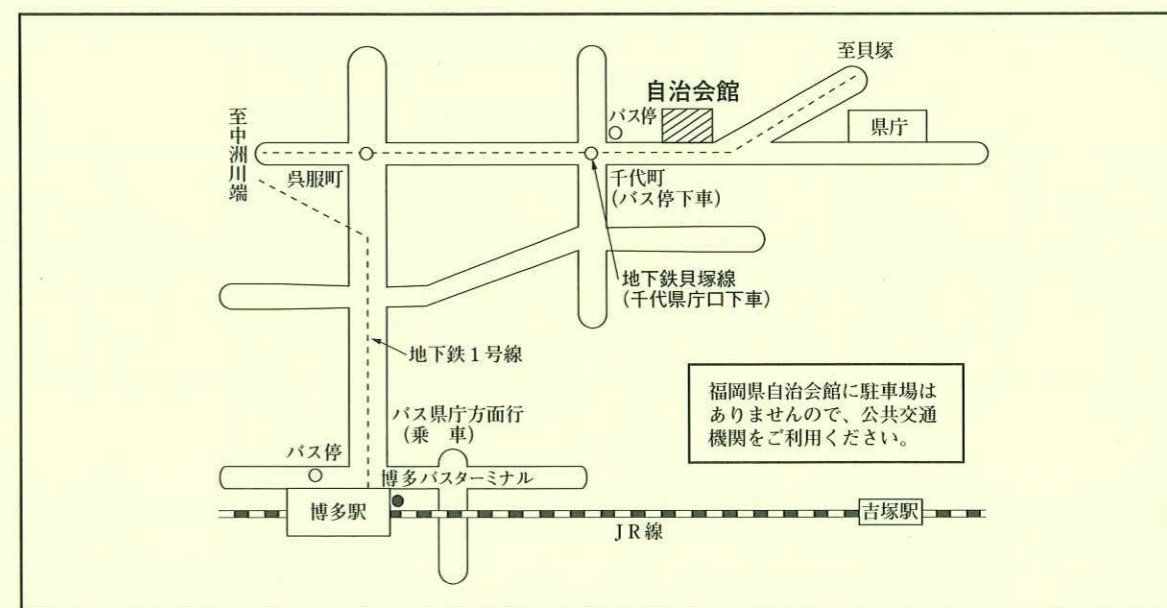 至貝塚
自治会館
バス停
県庁
至中洲川端
呉服町
千代町
(バス停下車)
地下鉄貝塚線
(千代県庁口下車)
地下鉄1号線
福岡県自治会館に駐車場は
ありませんので、公共交通
機関をご利用ください。
バス県庁方面行
(乗　車)
バス停
博多バスターミナル
博多駅
吉塚駅
JR線